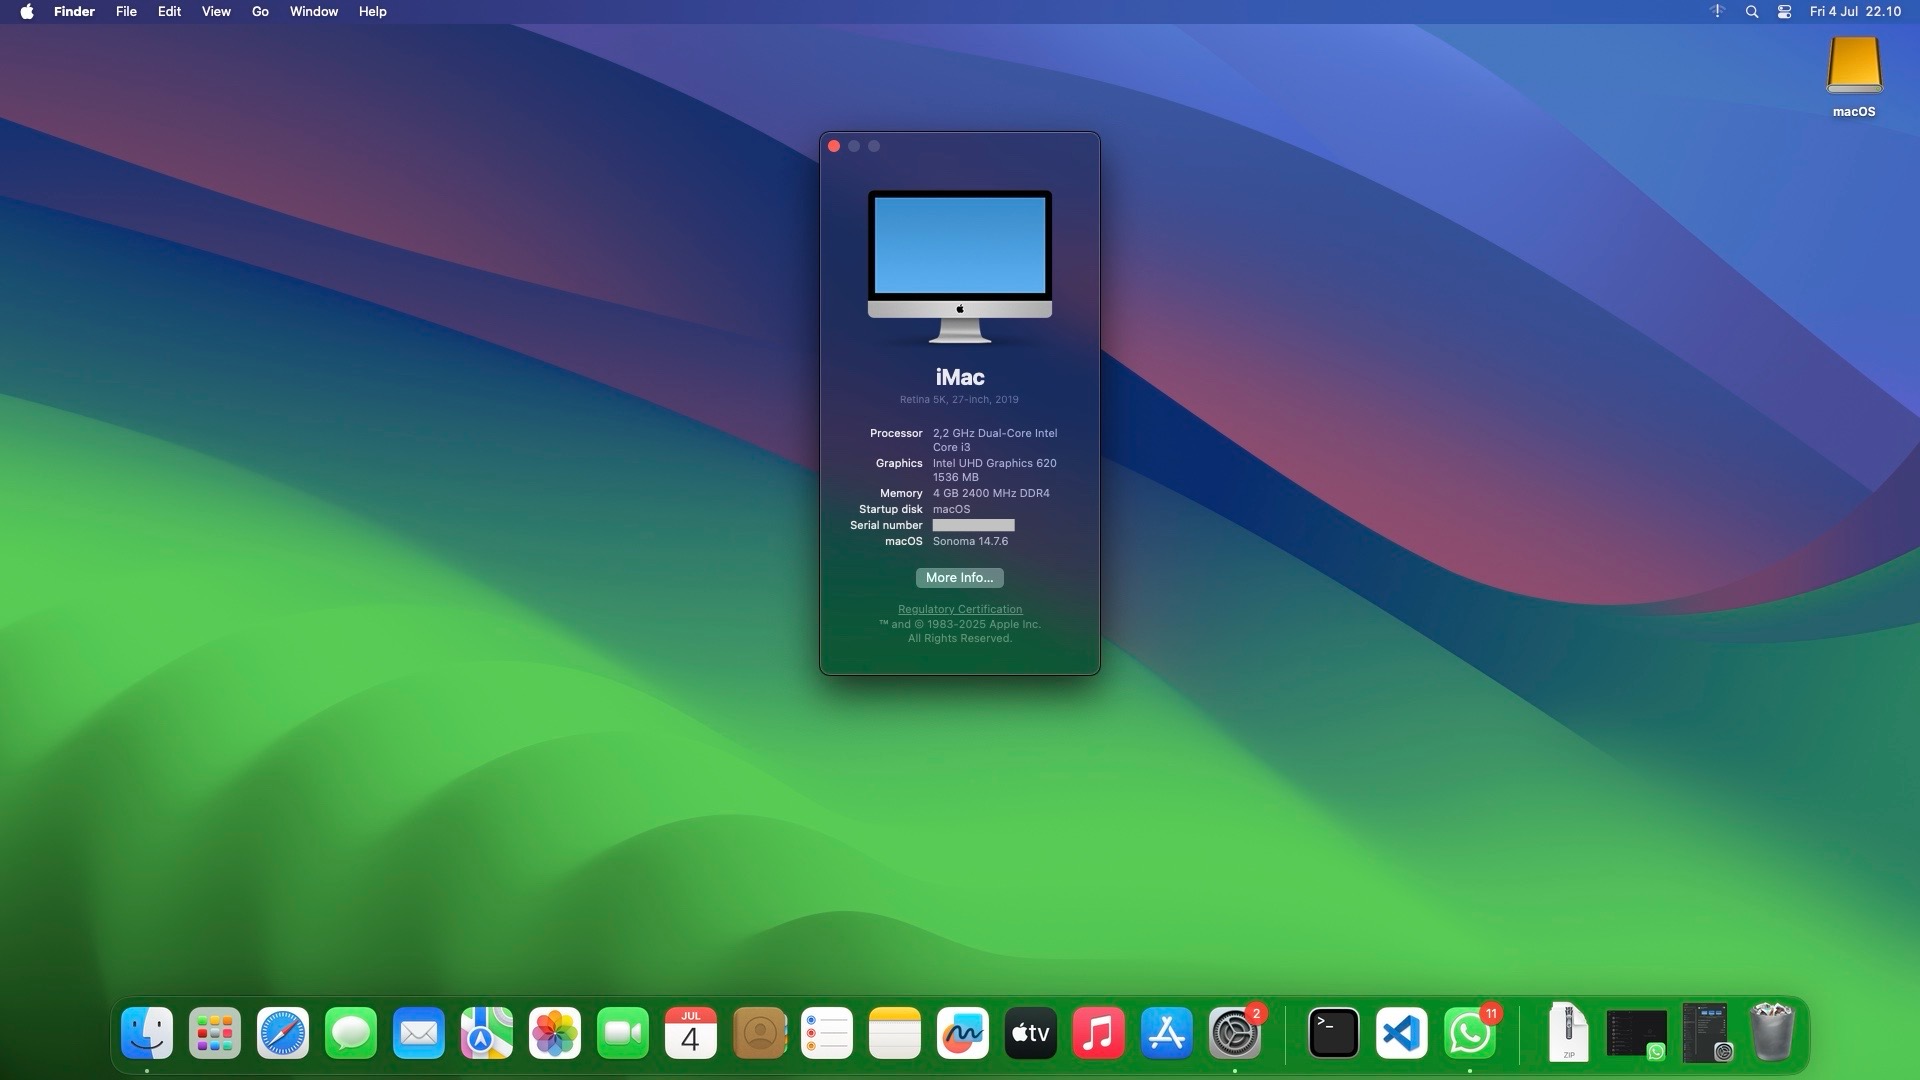 Finder File Edit View Go Window Help
Fri 4 Jul 22.10
macOS
iMac
Retina 5K, 27-inch, 2019
Processor 2,2 GHz Dual-Core Intel
Core i3
Graphics Intel UHD Graphics 620
1536 MB
Memory 4 GB 2400 MHz DDR4
Startup disk macOS
Serial number
macOS Sonoma 14.7.6
More Info...
Regulatory Certification
™ and © 1983-2025 Apple Inc.
All Rights Reserved.
JUL
4
tv
2
>_
11
ZIP